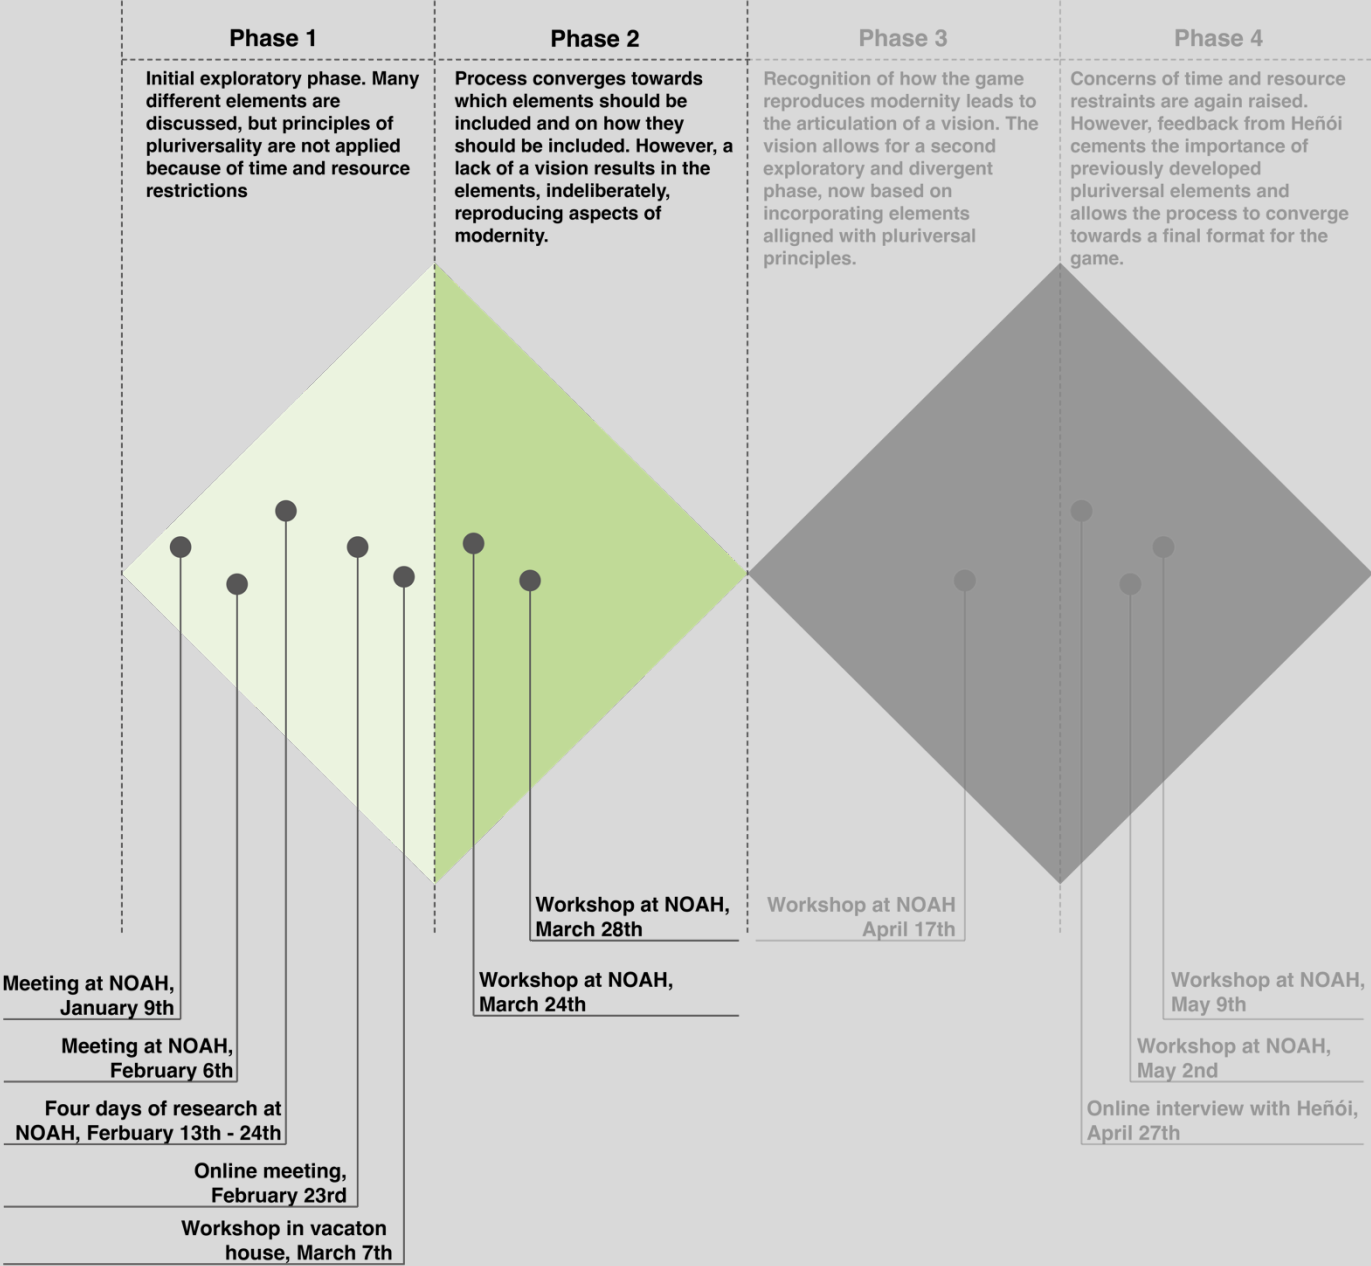 Phase 1
Initial exploratory phase. Many
different elements are
discussed, but principles of
pluriversality are not applied
because of time and resource
restrictions
Phase 2
Process converges towards
which elements should be
included and on how they
should be included. However, a
lack of a vision results in the
elements, indeliberately,
reproducing aspects of
modernity.
Phase 3
Recognition of how the game
reproduces modernity leads to
the articulation of a vision. The
vision allows for a second
exploratory and divergent
phase, now based on
incorporating elements
alligned with pluriversal
principles.
Phase 4
Concerns of time and resource
restraints are again raised.
However, feedback from Heñói
cements the importance of
previously developed
pluriversal elements and
allows the process to converge
towards a final format for the
game.
Meeting at NOAH,
January 9th
Meeting at NOAH,
February 6th
Four days of research at
NOAH, Ferbuary 13th - 24th
Online meeting,
February 23rd
Workshop in vacaton
house, March 7th
Workshop at NOAH,
March 28th
Workshop at NOAH,
March 24th
Workshop at NOAH
April 17th
Workshop at NOAH,
May 9th
Workshop at NOAH,
May 2nd
Online interview with Heñói,
April 27th